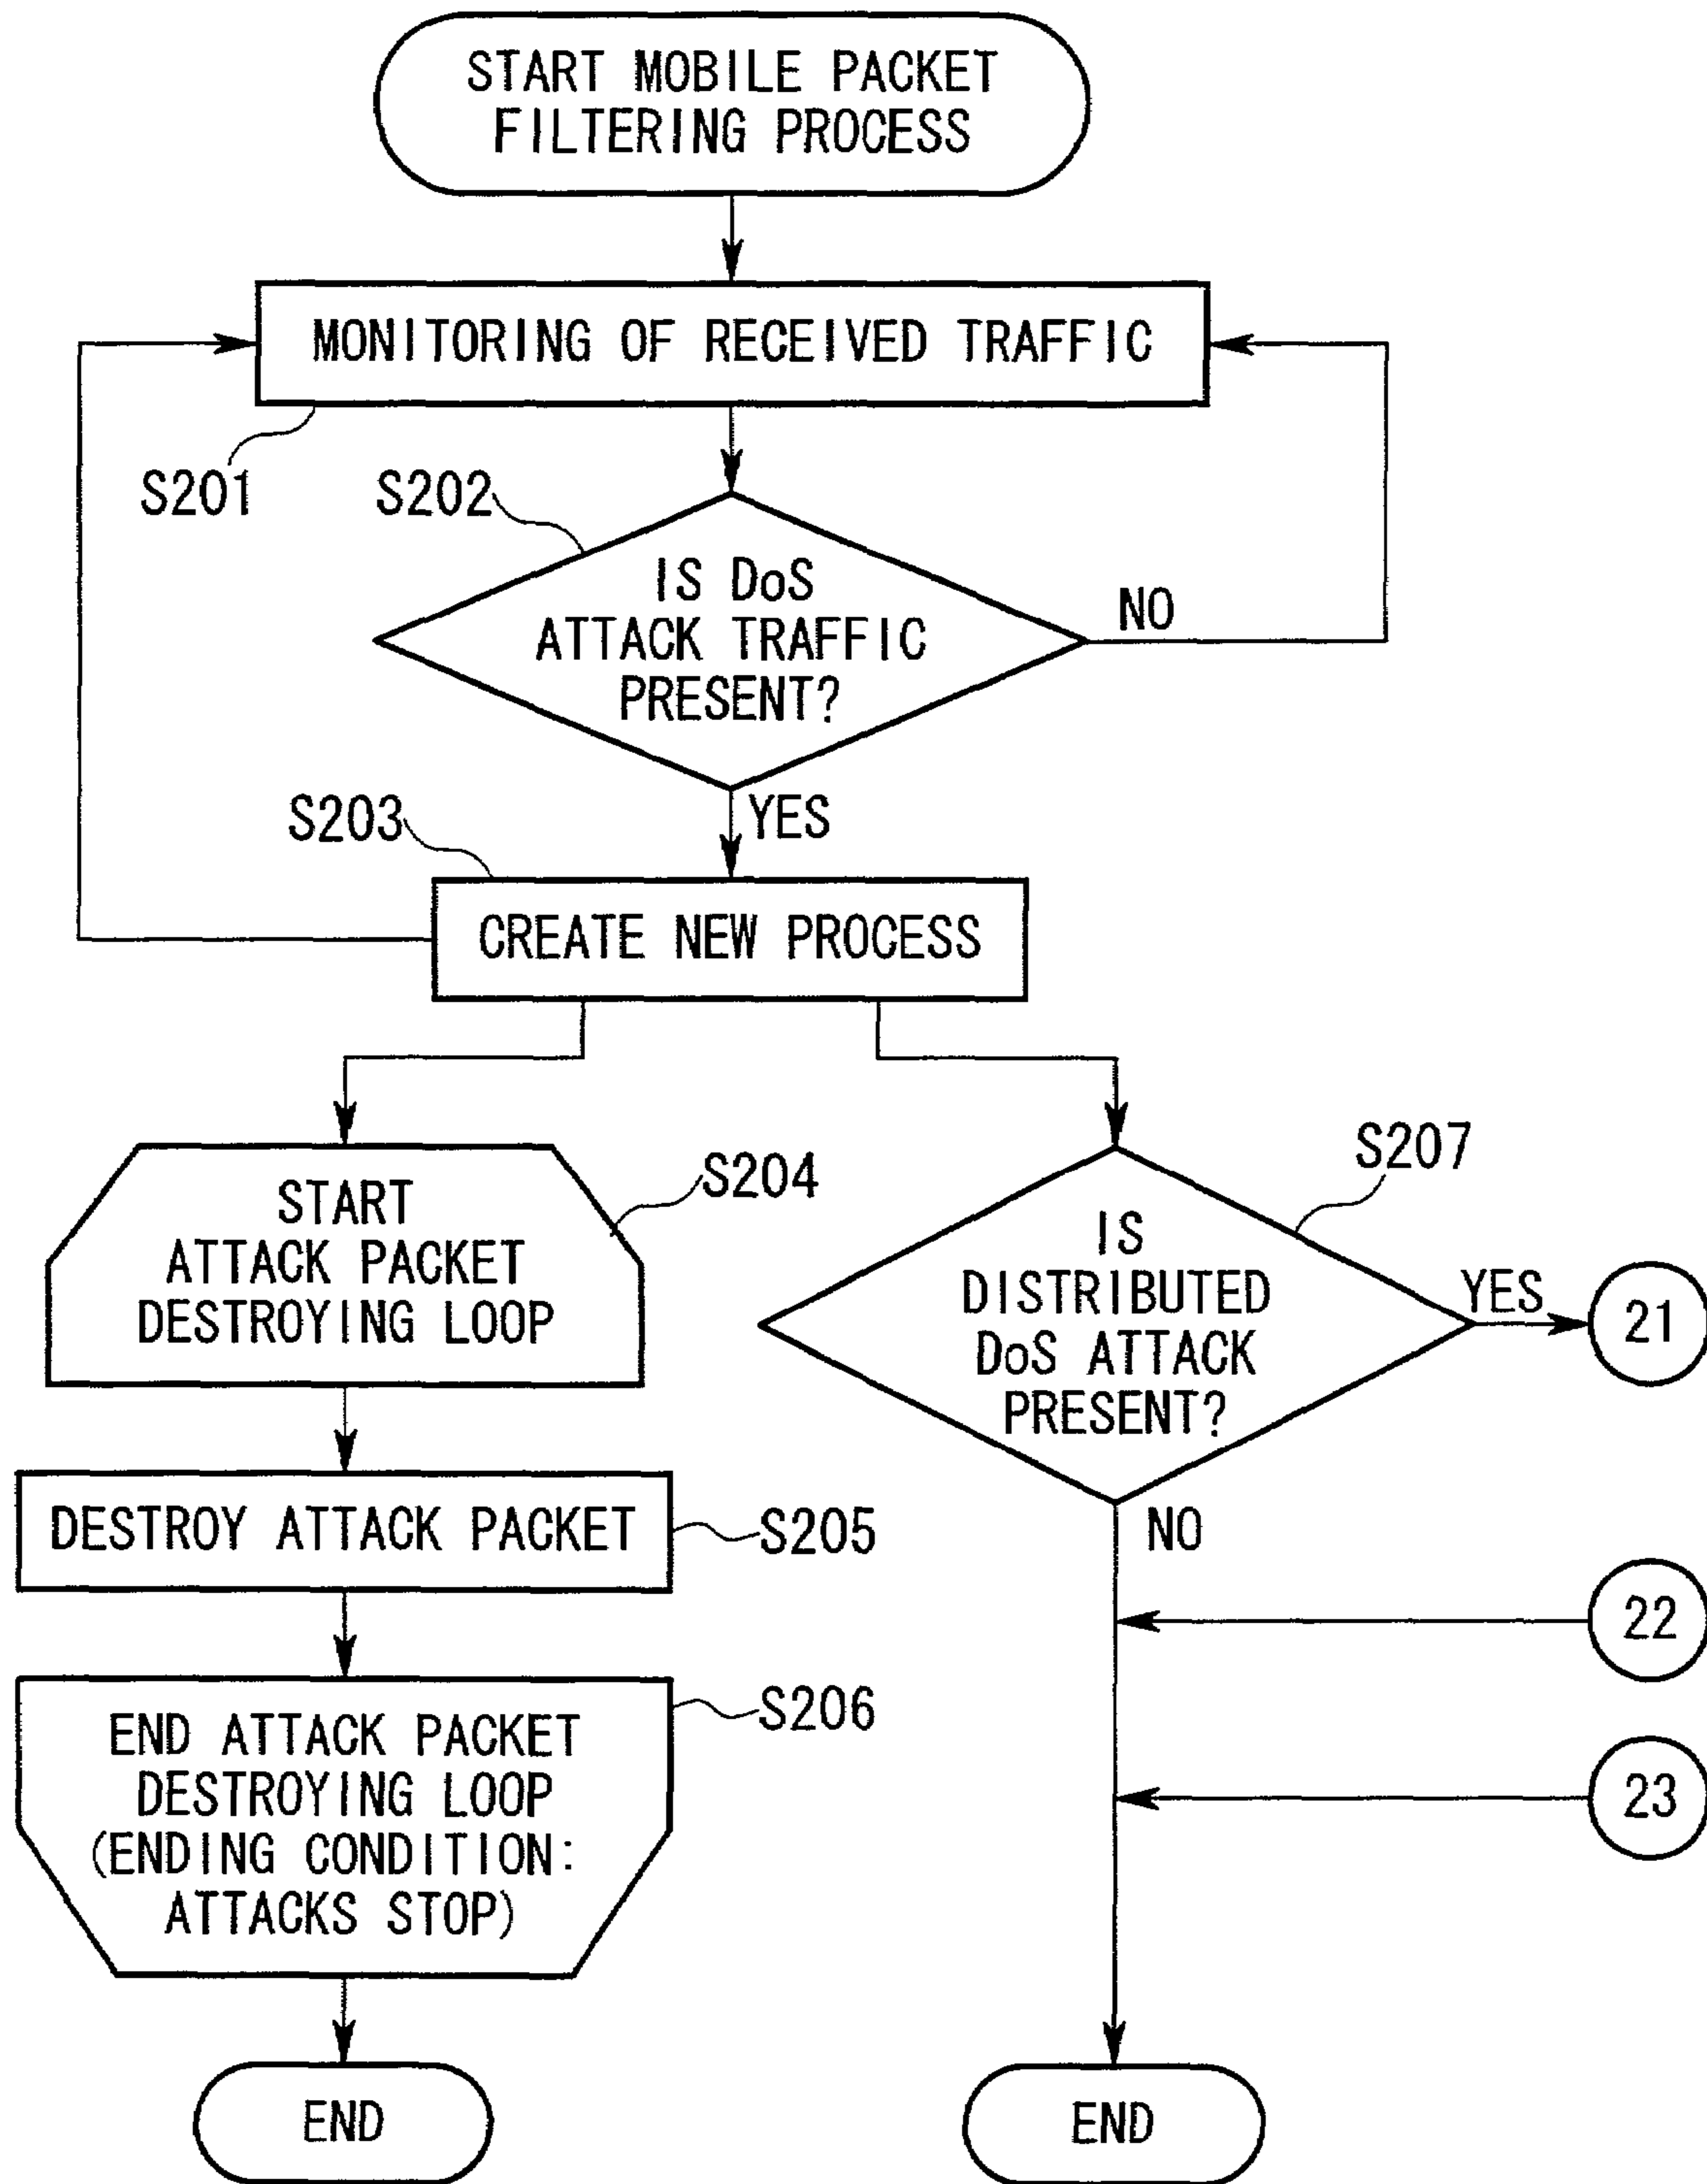 START MOBILE PACKET
FILTERING PROCESS
MONITORING OF RECEIVED TRAFFIC
S201
S202
IS DoS
ATTACK TRAFFIC
PRESENT?
NO
YES
S203
CREATE NEW PROCESS
START
ATTACK PACKET
DESTROYING LOOP
S204
DESTROY ATTACK PACKET
S205
END ATTACK PACKET
DESTROYING LOOP
(ENDING CONDITION:
ATTACKS STOP)
S206
END
S207
IS
DISTRIBUTED
DoS ATTACK
PRESENT?
YES
21
NO
22
23
END